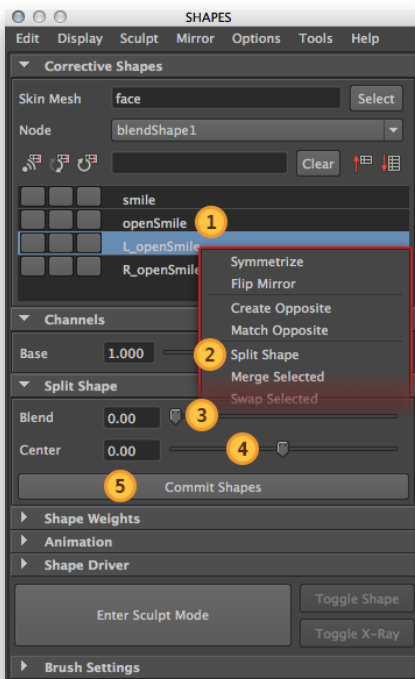 SHAPES
Edit Display Sculpt Mirror Options Tools Help
Corrective Shapes
Skin Mesh face Select
Node blendShape1
Clear
smile
openSmile 1
L_openSmile
R_openSmile
Symmetrize
Flip Mirror
Create Opposite
Match Opposite
2 Split Shape
Merge Selected
Swap Selected
Channels
Base 1.000
Split Shape
Blend 0.00 3
Center 0.00 4
5 Commit Shapes
Shape Weights
Animation
Shape Driver
Enter Sculpt Mode
Toggle Shape
Toggle X-Ray
Brush Settings